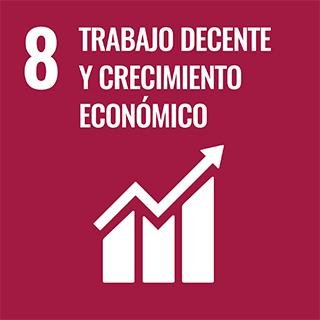 8 TRABAJO DECENTE
Y CRECIMIENTO
ECONÓMICO